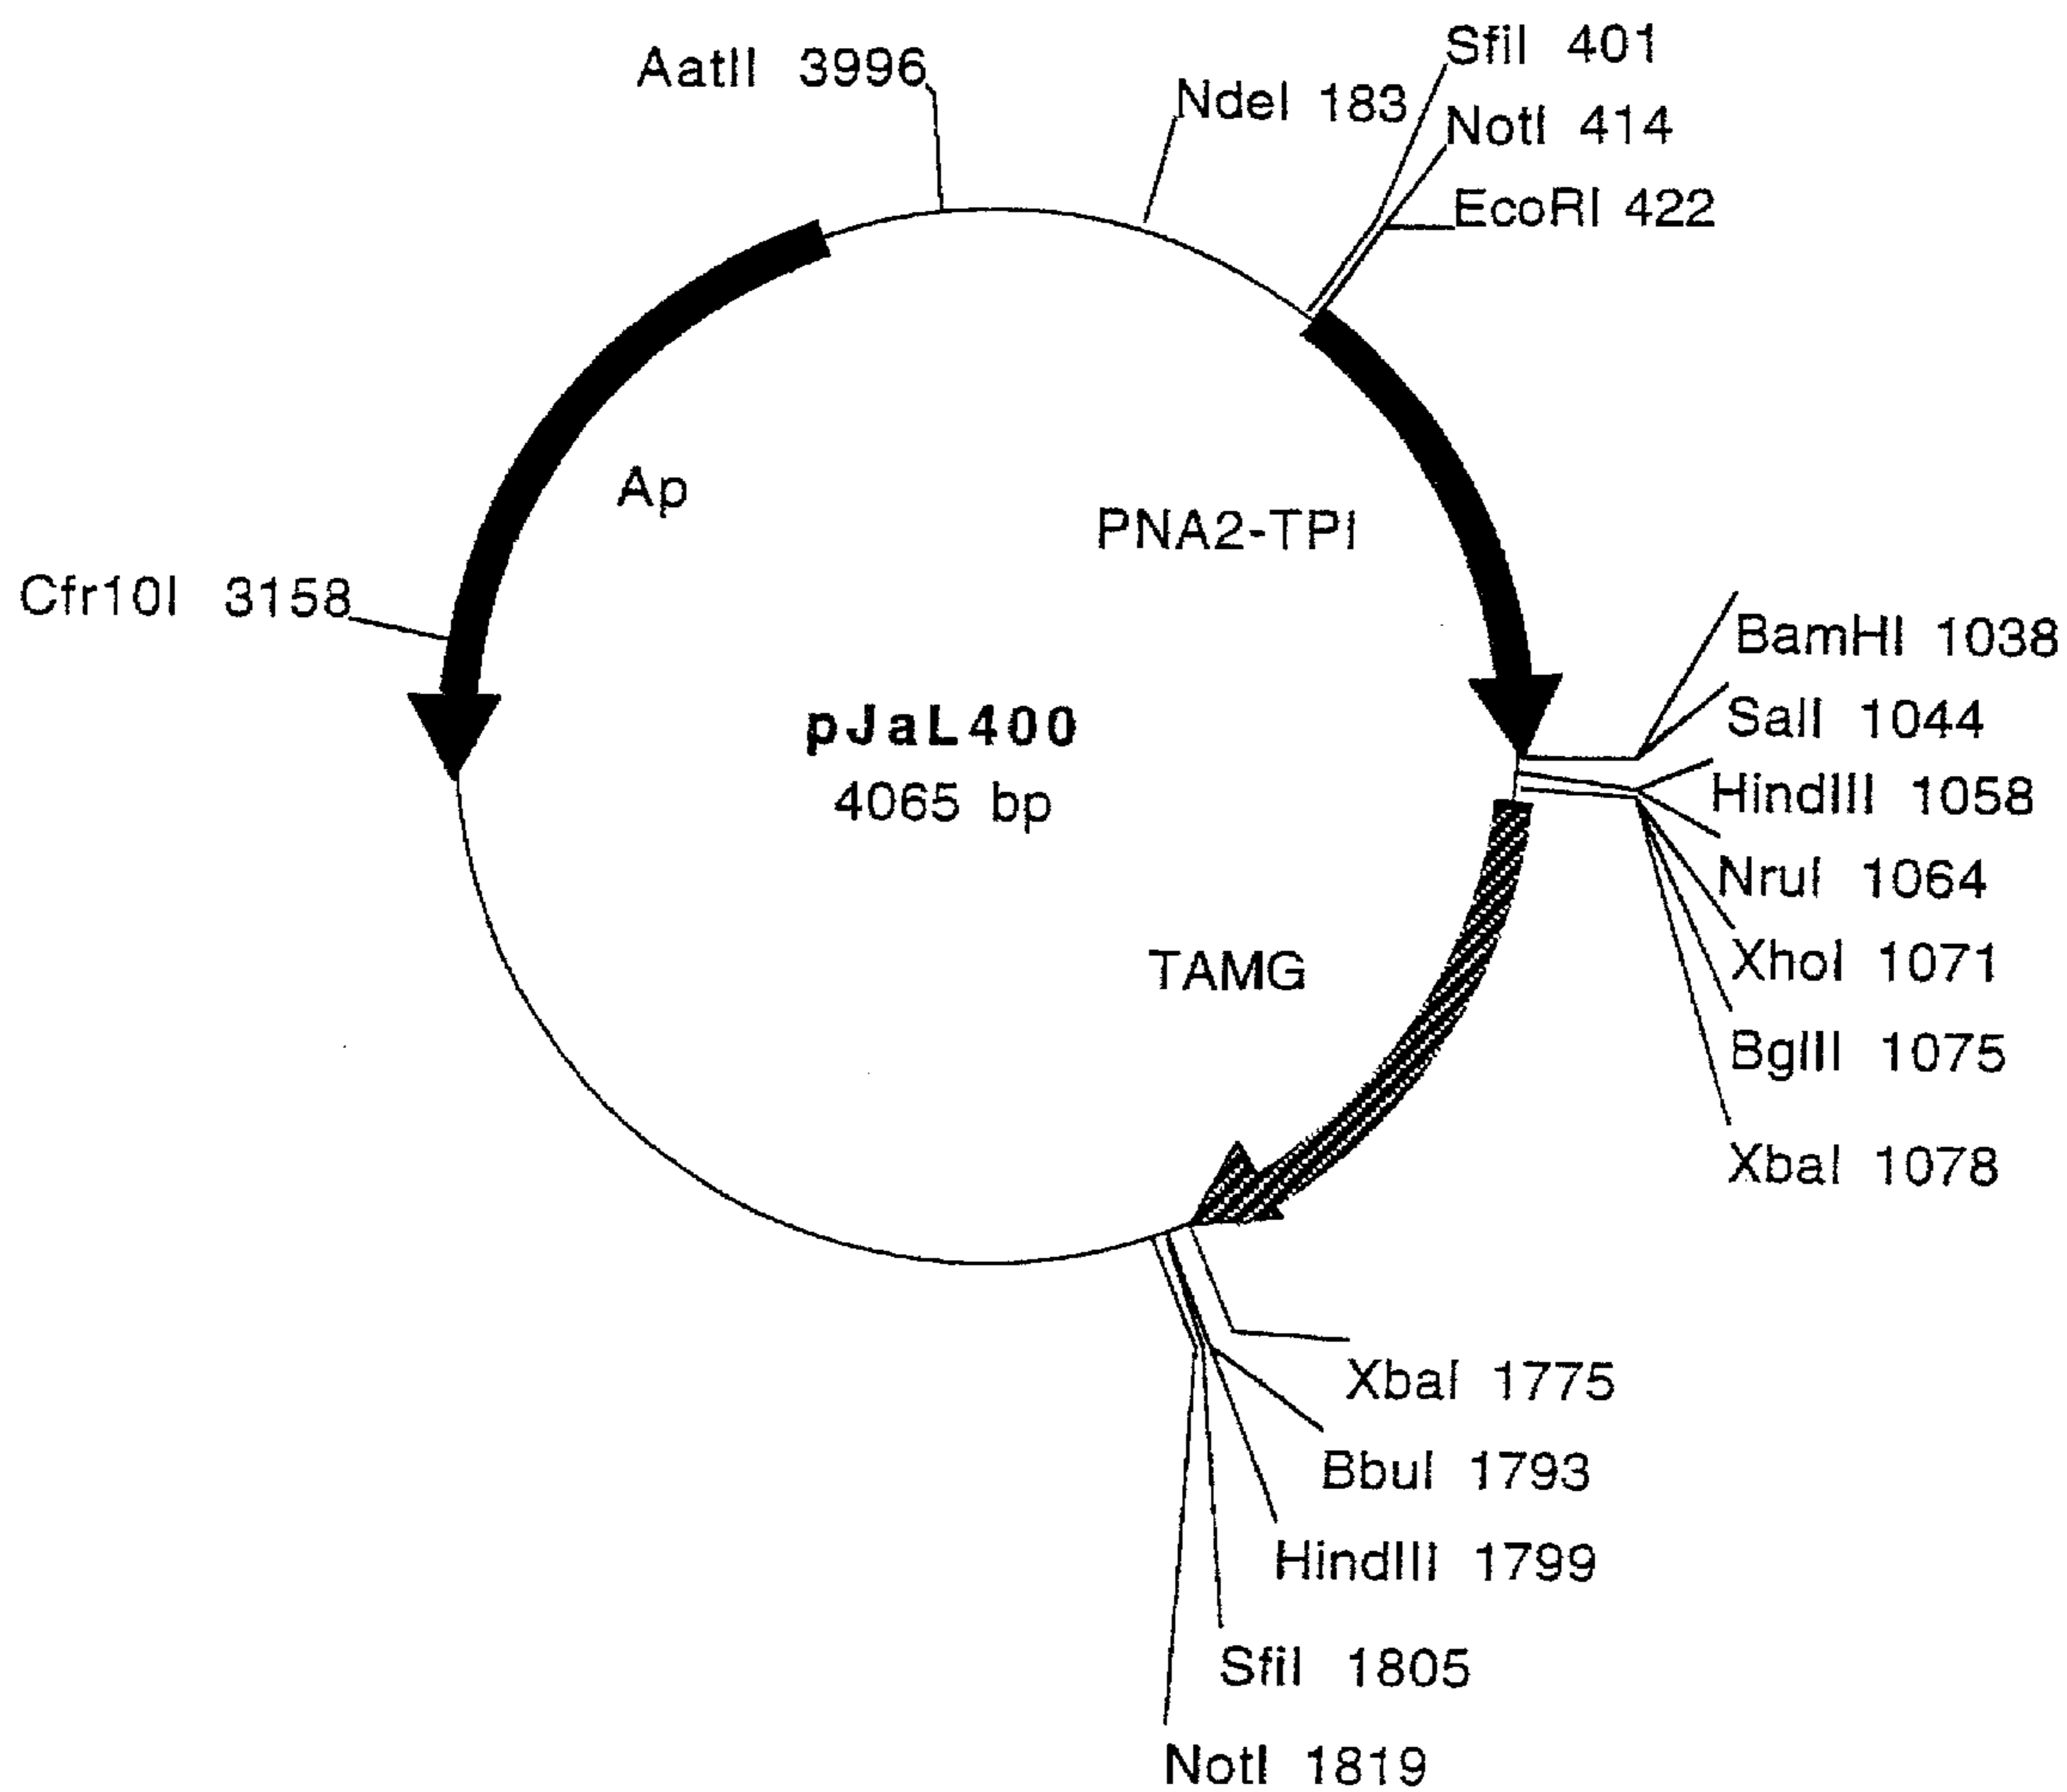 AatII 3996
NdeI 183
SfiI 401
NotI 414
EcoRI 422
Ap
PNA2-TPI
Cfr10I 3158
pJaL400
4065 bp
BamHI 1038
SalI 1044
HindIII 1058
NruI 1064
XhoI 1071
BglII 1075
XbaI 1078
TAMG
XbaI 1775
BbuI 1793
HindIII 1799
SfiI 1805
NotI 1819